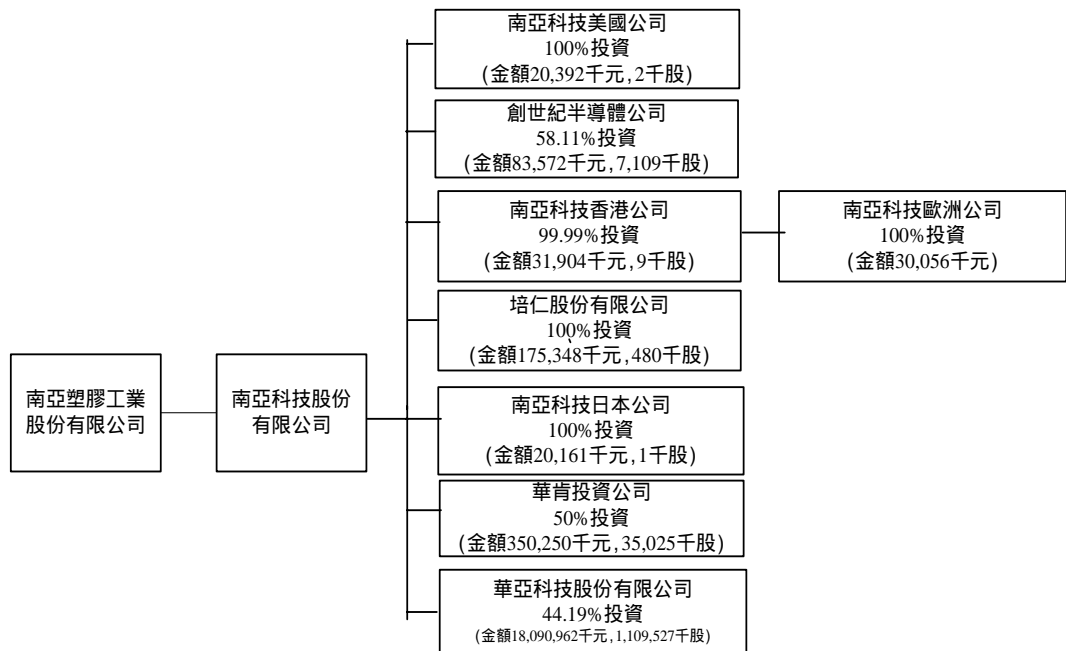 南亞科技美國公司
100%投資
(金額20,392千元,2千股)
創世紀半導體公司
58.11%投資
(金額83,572千元,7,109千股)
南亞科技香港公司
99.99%投資
(金額31,904千元,9千股)
南亞科技歐洲公司
100%投資
(金額30,056千元)
培仁股份有限公司
100%投資
(金額175,348千元,480千股)
南亞塑膠工業
股份有限公司
南亞科技股份
有限公司
南亞科技日本公司
100%投資
(金額20,161千元,1千股)
華肯投資公司
50%投資
(金額350,250千元,35,025千股)
華亞科技股份有限公司
44.19%投資
(金額18,090,962千元,1,109,527千股)